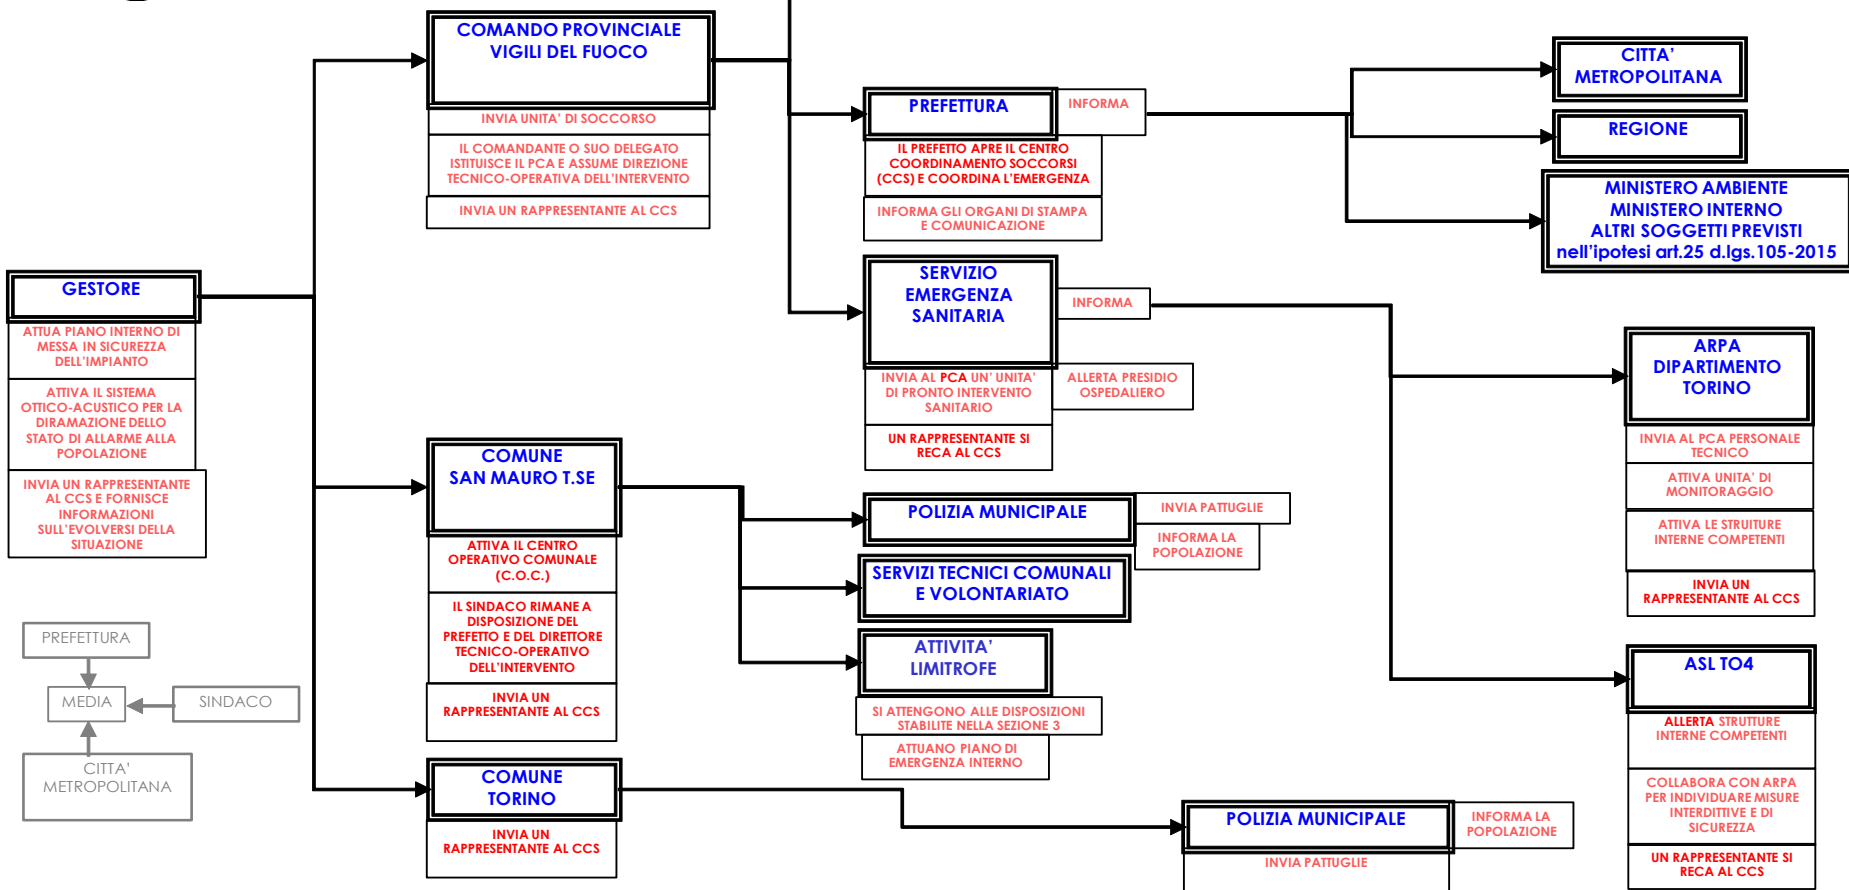 COMANDO PROVINCIALE
VIGILI DEL FUOCO
INVIA UNITA' DI SOCCORSO
IL COMANDANTE O SUO DELEGATO
ISTITUISCE IL PCA E ASSUME DIREZIONE
TECNICO-OPERATIVA DELL'INTERVENTO
INVIA UN RAPPRESENTANTE AL CCS
PREFETTURA
INFORMA
IL PREFETTO APRE IL CENTRO
COORDINAMENTO SOCCORSI
(CCS) E COORDINA L'EMERGENZA
INFORMA GLI ORGANI DI STAMPA
E COMUNICAZIONE
CITTA'
METROPOLITANA
REGIONE
MINISTERO AMBIENTE
MINISTERO INTERNO
ALTRI SOGGETTI PREVISTI
nell'ipotesi art.25 d.lgs.105-2015
GESTORE
ATTUA PIANO INTERNO DI
MESSA IN SICUREZZA
DELL'IMPIANTO
ATTIVA IL SISTEMA
OTTICO-ACUSTICO PER LA
DIRAMAZIONE DELLO
STATO DI ALLARME ALLA
POPOLAZIONE
INVIA UN RAPPRESENTANTE
AL CCS E FORNISCE
INFORMAZIONI
SULL'EVOLVERSI DELLA
SITUAZIONE
SERVIZIO
EMERGENZA
SANITARIA
INFORMA
INVIA AL PCA UN' UNITA'
DI PRONTO INTERVENTO
SANITARIO
ALLERTA PRESIDIO
OSPEDALIERO
UN RAPPRESENTANTE SI
RECA AL CCS
ARPA
DIPARTIMENTO
TORINO
INVIA AL PCA PERSONALE
TECNICO
ATTIVA UNITA' DI
MONITORAGGIO
ATTIVA LE STRUITURE
INTERNE COMPETENTI
INVIA UN
RAPPRESENTANTE AL CCS
COMUNE
SAN MAURO T.SE
ATTIVA IL CENTRO
OPERATIVO COMUNALE
(C.O.C.)
IL SINDACO RIMANE A
DISPOSIZIONE DEL
PREFETTO E DEL DIRETTORE
TECNICO-OPERATIVO
DELL'INTERVENTO
INVIA UN
RAPPRESENTANTE AL CCS
POLIZIA MUNICIPALE
INVIA PATTUGLIE
INFORMA LA
POPOLAZIONE
SERVIZI TECNICI COMUNALI
E VOLONTARIATO
ATTIVITA'
LIMITROFE
SI ATTENGONO ALLE DISPOSIZIONI
STABILITE NELLA SEZIONE 3
ATTUANO PIANO DI
EMERGENZA INTERNO
ASL TO4
ALLERTA STRUTTURE
INTERNE COMPETENTI
COLLABORA CON ARPA
PER INDIVIDUARE MISURE
INTERDITTIVE E DI
SICUREZZA
UN RAPPRESENTANTE SI
RECA AL CCS
PREFETTURA
MEDIA
SINDACO
CITTA'
METROPOLITANA
COMUNE
TORINO
INVIA UN
RAPPRESENTANTE AL CCS
POLIZIA MUNICIPALE
INFORMA LA
POPOLAZIONE
INVIA PATTUGLIE